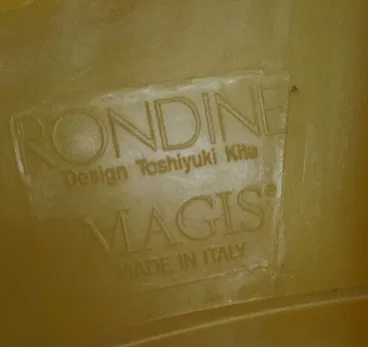 RONDINE
Design Toshiyuki Kita
MAGIS®
MADE IN ITALY